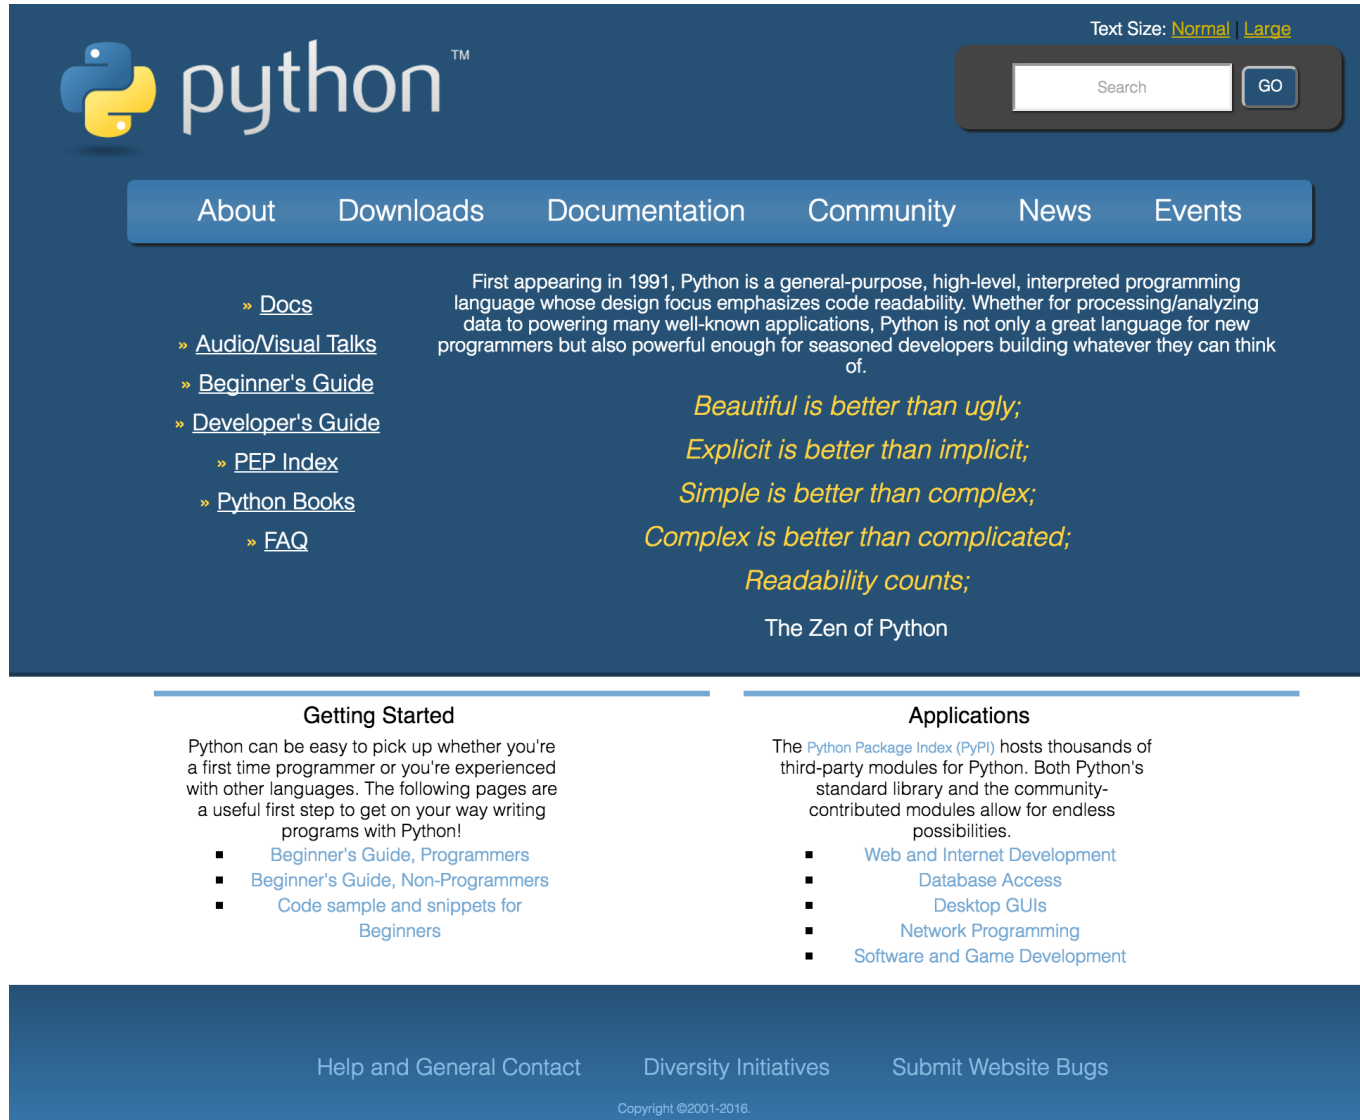 Text Size: Normal | Large
python™
Search
GO
About Downloads Documentation Community News Events
» Docs
» Audio/Visual Talks
» Beginner's Guide
» Developer's Guide
» PEP Index
» Python Books
» FAQ
First appearing in 1991, Python is a general-purpose, high-level, interpreted programming
language whose design focus emphasizes code readability. Whether for processing/analyzing
data to powering many well-known applications, Python is not only a great language for new
programmers but also powerful enough for seasoned developers building whatever they can think
of.
Beautiful is better than ugly;
Explicit is better than implicit;
Simple is better than complex;
Complex is better than complicated;
Readability counts;
The Zen of Python
Getting Started
Python can be easy to pick up whether you're
a first time programmer or you're experienced
with other languages. The following pages are
a useful first step to get on your way writing
programs with Python!
▪ Beginner's Guide, Programmers
▪ Beginner's Guide, Non-Programmers
▪ Code sample and snippets for
Beginners
Applications
The Python Package Index (PyPI) hosts thousands of
third-party modules for Python. Both Python's
standard library and the community-
contributed modules allow for endless
possibilities.
▪ Web and Internet Development
▪ Database Access
▪ Desktop GUIs
▪ Network Programming
▪ Software and Game Development
Help and General Contact Diversity Initiatives Submit Website Bugs
Copyright ©2001-2016.